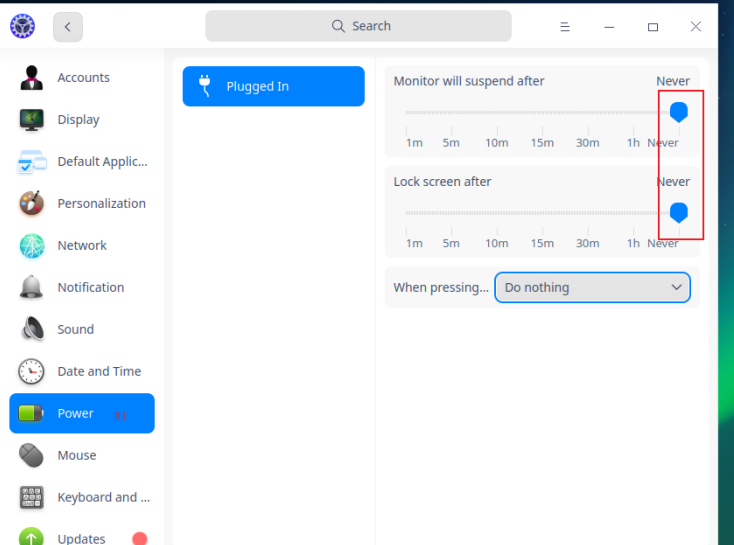 Search
Accounts
Display
Default Applic...
Personalization
Network
Notification
Sound
Date and Time
Power
Mouse
Keyboard and ...
Updates
Plugged In
Monitor will suspend after Never
1m 5m 10m 15m 30m 1h Never
Lock screen after Never
1m 5m 10m 15m 30m 1h Never
When pressing... Do nothing